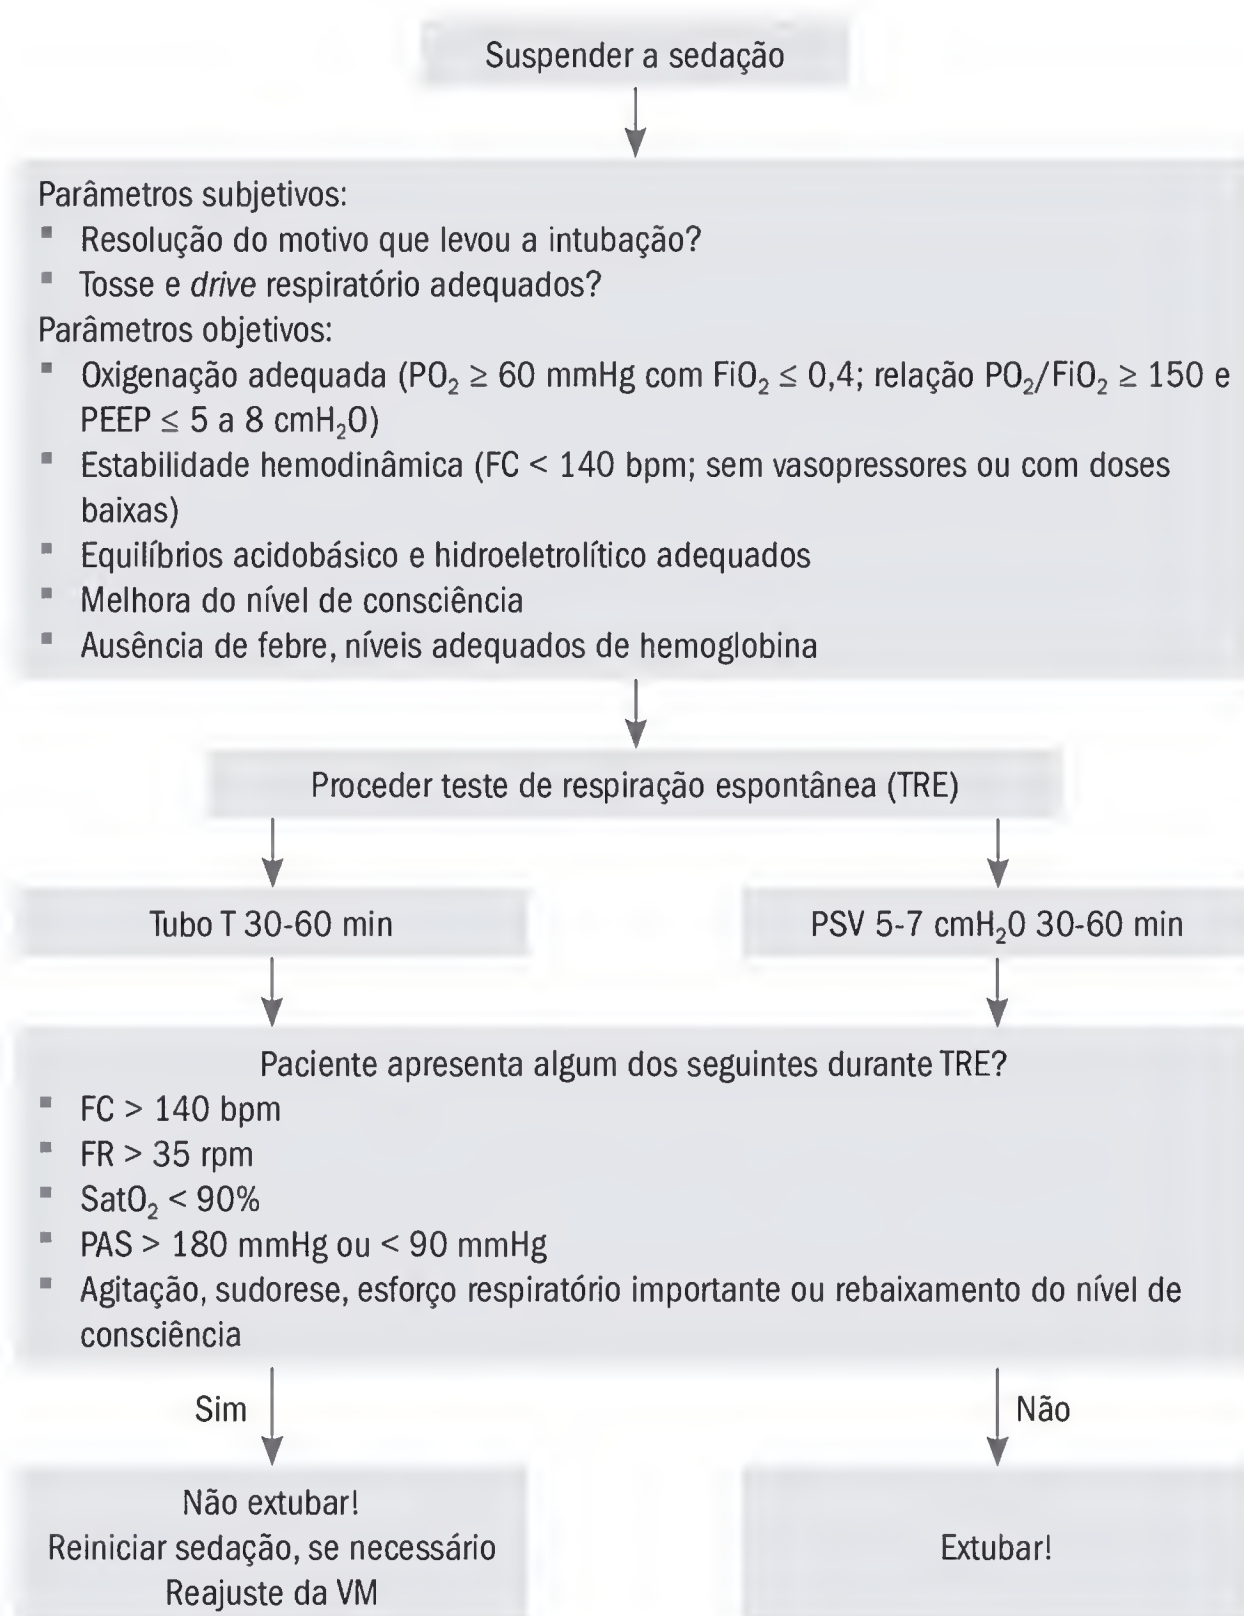 Suspender a sedação
Parâmetros subjetivos:
▪ Resolução do motivo que levou a intubação?
▪ Tosse e drive respiratório adequados?
Parâmetros objetivos:
▪ Oxigenação adequada (PO₂ ≥ 60 mmHg com FiO₂ ≤ 0,4; relação PO₂/FiO₂ ≥ 150 e
PEEP ≤ 5 a 8 cmH₂O)
▪ Estabilidade hemodinâmica (FC < 140 bpm; sem vasopressores ou com doses
baixas)
▪ Equilíbrios acidobásico e hidroeletrolítico adequados
▪ Melhora do nível de consciência
▪ Ausência de febre, níveis adequados de hemoglobina
Proceder teste de respiração espontânea (TRE)
Tubo T 30-60 min
PSV 5-7 cmH₂0 30-60 min
Paciente apresenta algum dos seguintes durante TRE?
▪ FC > 140 bpm
▪ FR > 35 rpm
▪ SatO₂ < 90%
▪ PAS > 180 mmHg ou < 90 mmHg
▪ Agitação, sudorese, esforço respiratório importante ou rebaixamento do nível de
consciência
Sim
Não
Não extubar!
Reiniciar sedação, se necessário
Reajuste da VM
Extubar!